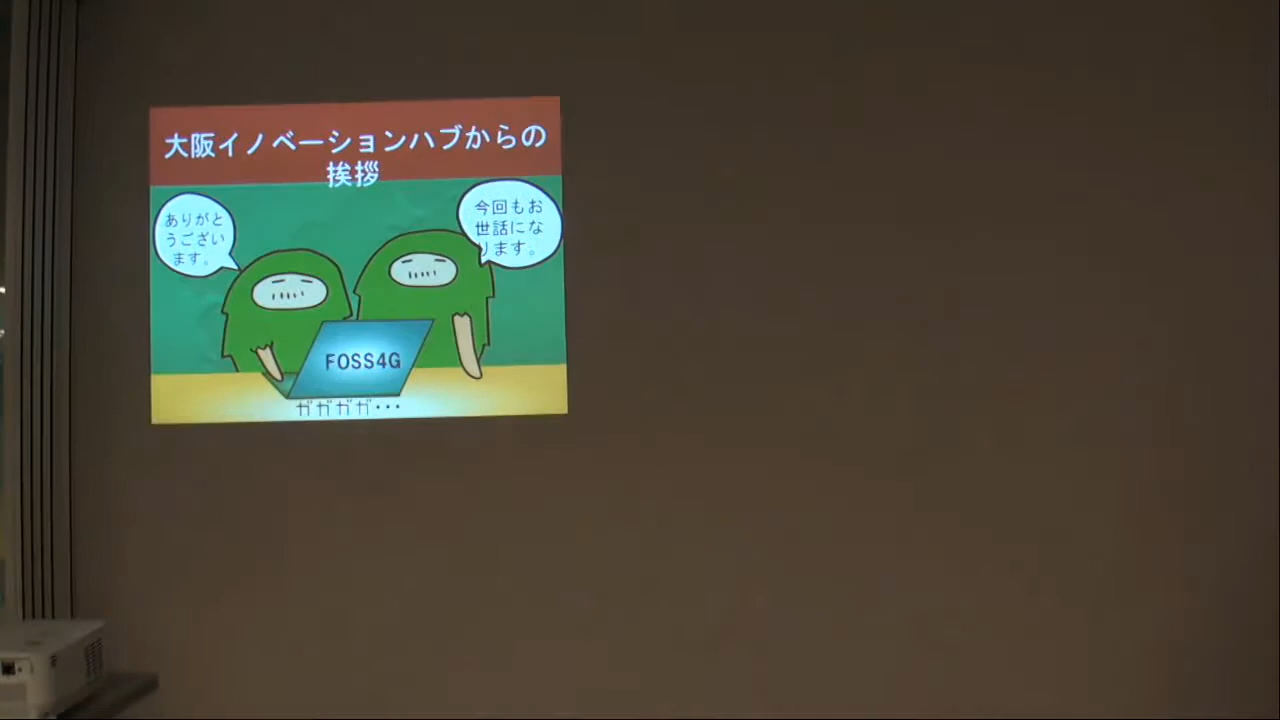 大阪イノベーションハブからの
挨拶
ありがと
うござい
ます。
今回もお
世話にな
ります。
FOSS4G
ガガガガ・・・